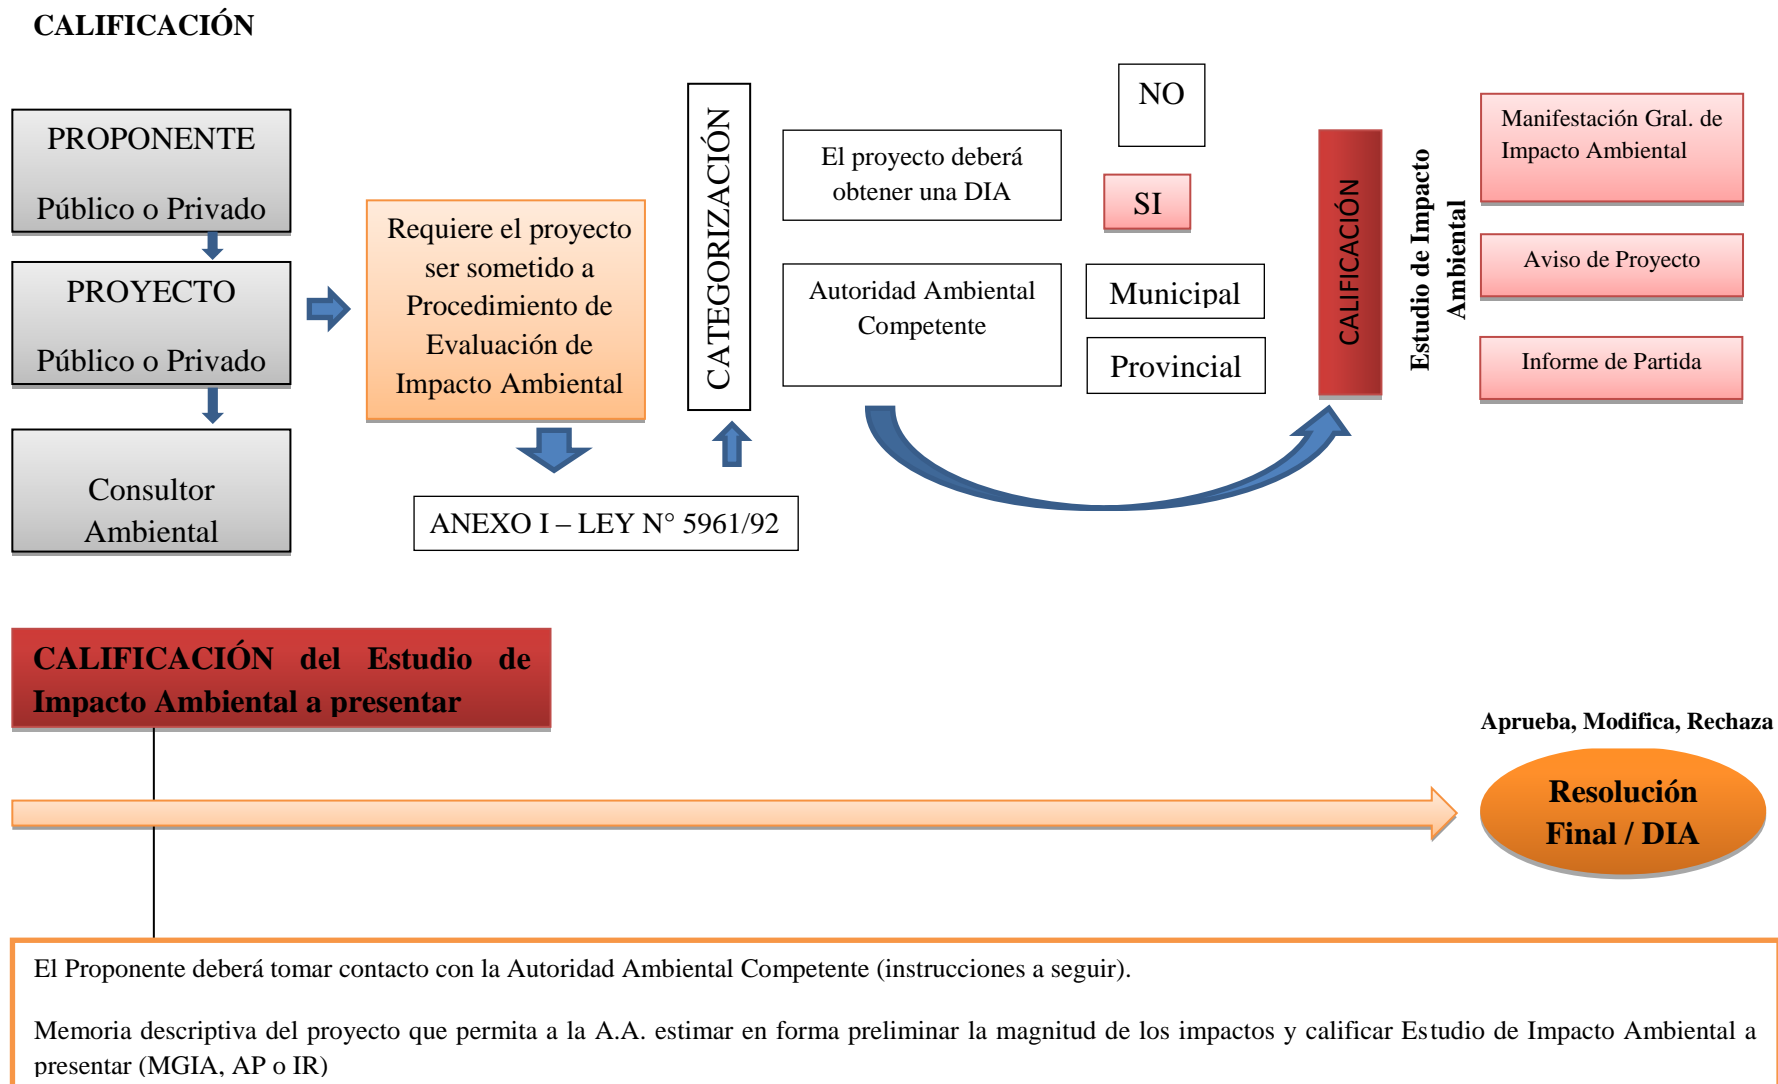 CALIFICACIÓN
PROPONENTE
Público o Privado
PROYECTO
Público o Privado
Consultor
Ambiental
Requiere el proyecto
ser sometido a
Procedimiento de
Evaluación de
Impacto Ambiental
ANEXO I – LEY N° 5961/92
CATEGORIZACIÓN
El proyecto deberá
obtener una DIA
NO
SI
Autoridad Ambiental
Competente
Municipal
Provincial
CALIFICACIÓN
Estudio de Impacto
Ambiental
Manifestación Gral. de
Impacto Ambiental
Aviso de Proyecto
Informe de Partida
CALIFICACIÓN del Estudio de
Impacto Ambiental a presentar
Aprueba, Modifica, Rechaza
Resolución
Final / DIA
El Proponente deberá tomar contacto con la Autoridad Ambiental Competente (instrucciones a seguir).
Memoria descriptiva del proyecto que permita a la A.A. estimar en forma preliminar la magnitud de los impactos y calificar Estudio de Impacto Ambiental a
presentar (MGIA, AP o IR)